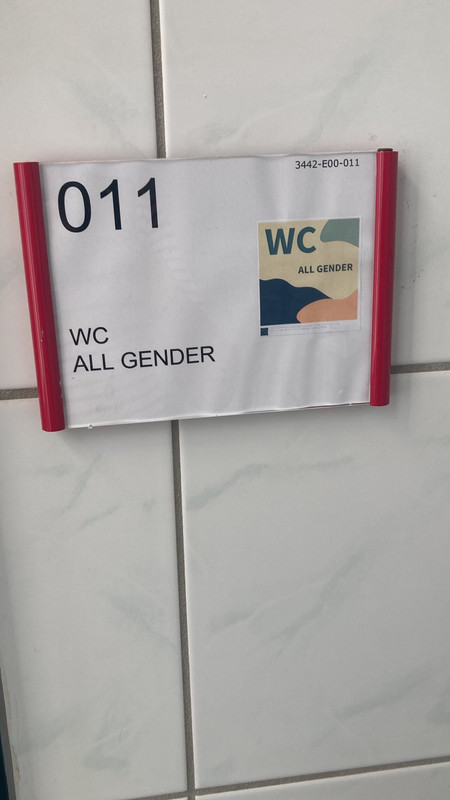 3442-E00-011
011
WC
ALL GENDER
WC
ALL GENDER